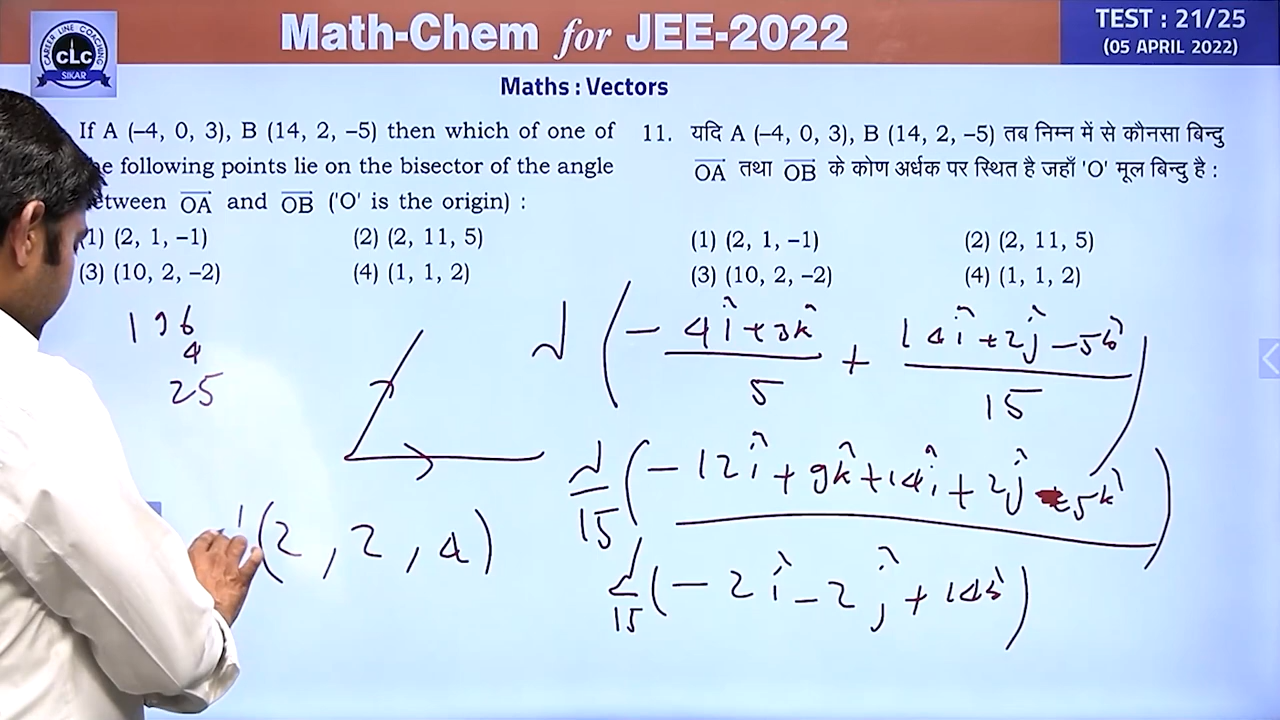 CAREER LINE COACHING
CLC
SIKAR
Math-Chem for JEE-2022
TEST : 21/25
(05 APRIL 2022)
Maths : Vectors
If A (–4, 0, 3), B (14, 2, –5) then which of one of
he following points lie on the bisector of the angle
etween OA and OB ('O' is the origin) :
(1) (2, 1, –1) (2) (2, 11, 5)
(3) (10, 2, –2) (4) (1, 1, 2)
11. यदि A (–4, 0, 3), B (14, 2, –5) तब निम्न में से कौनसा बिन्दु
OA तथा OB के कोण अर्धक पर स्थित है जहाँ 'O' मूल बिन्दु है :
(1) (2, 1, –1) (2) (2, 11, 5)
(3) (10, 2, –2) (4) (1, 1, 2)
196
4
25
λ ( – 4î + 3k̂ / 5 + 14î + 2ĵ – 5k̂ / 15 )
λ/15 ( – 12î + 9k̂ + 14î + 2ĵ – 5k̂ )
λ/15 ( – 2î – 2ĵ + 14k̂ )
(2, 2, 4)